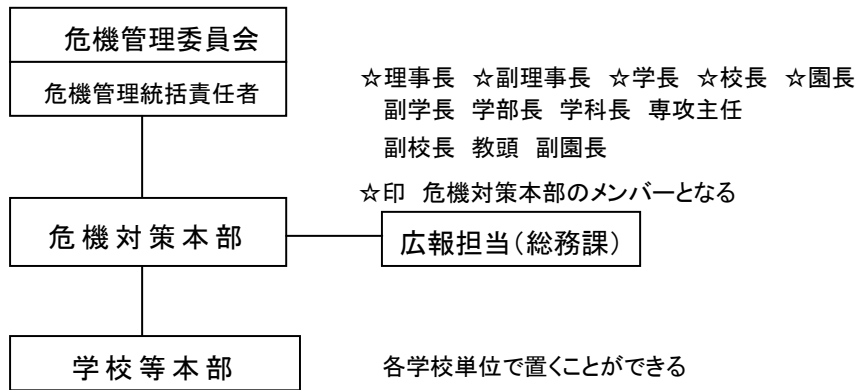 危機管理委員会
危機管理統括責任者
☆理事長 ☆副理事長 ☆学長 ☆校長 ☆園長
副学長 学部長 学科長 専攻主任
副校長 教頭 副園長
☆印 危機対策本部のメンバーとなる
危機対策本部
広報担当(総務課)
学校等本部
各学校単位で置くことができる